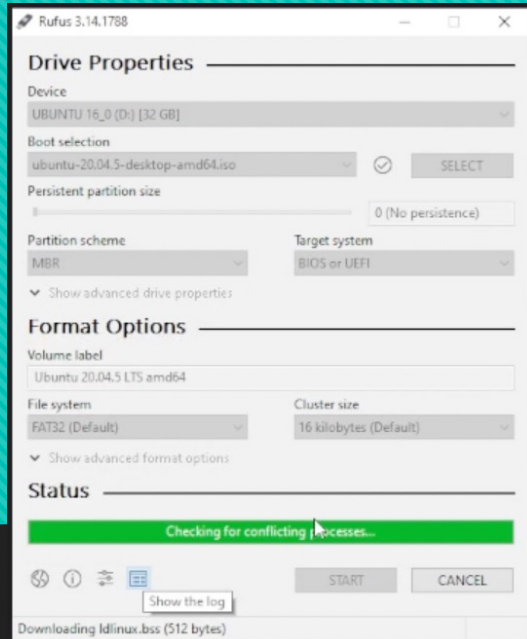 Rufus 3.14.1788
Drive Properties
Device
UBUNTU 16_0 (D:) [32 GB]
Boot selection
ubuntu-20.04.5-desktop-amd64.iso
SELECT
Persistent partition size
0 (No persistence)
Partition scheme
Target system
MBR
BIOS or UEFI
Show advanced drive properties
Format Options
Volume label
Ubuntu 20.04.5 LTS amd64
File system
Cluster size
FAT32 (Default)
16 kilobytes (Default)
Show advanced format options
Status
Checking for conflicting processes...
START
CANCEL
Show the log
Downloading ldlinux.bss (512 bytes)